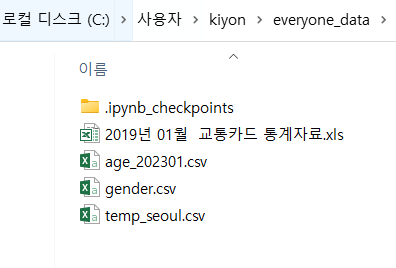 로컬 디스크 (C:) > 사용자 > kiyon > everyone_data >
이름
.ipynb_checkpoints
2019년 01월  교통카드 통계자료.xls
age_202301.csv
gender.csv
temp_seoul.csv